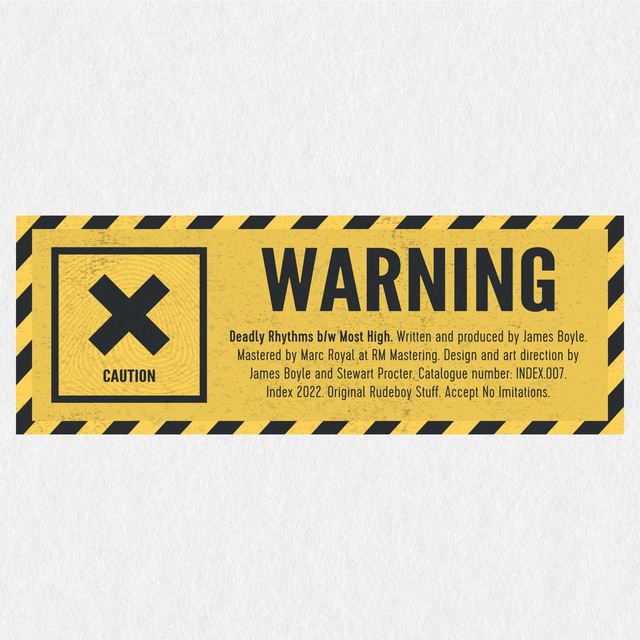 WARNING
CAUTION
Deadly Rhythms b/w Most High. Written and produced by James Boyle.
Mastered by Marc Royal at RM Mastering. Design and art direction by
James Boyle and Stewart Procter. Catalogue number: INDEX.007.
Index 2022. Original Rudeboy Stuff. Accept No Imitations.